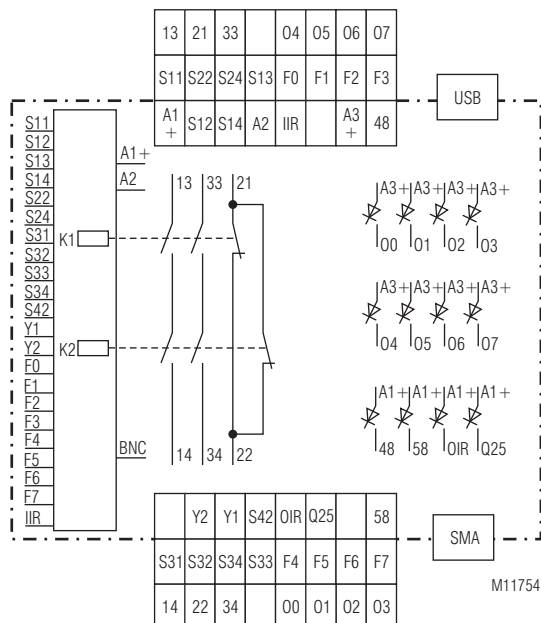 13 21 33 04 05 06 07
S11 S22 S24 S13 F0 F1 F2 F3
A1+ S12 S14 A2 IIR A3+ 48
USB
S11
S12
S13
S14
S22
S24
S31
S32
S33
S34
S42
Y1
Y2
F0
F1
F2
F3
F4
F5
F6
F7
IIR
K1
K2
A1+
A2
BNC
13 33 21
14 34 22
A3+ A3+ A3+ A3+
00 01 02 03
A3+ A3+ A3+ A3+
04 05 06 07
A1+ A1+ A1+ A1+
48 58 OIR Q25
Y2 Y1 S42 OIR Q25 58
S31 S32 S34 S33 F4 F5 F6 F7
14 22 34 00 01 02 03
SMA
M11754